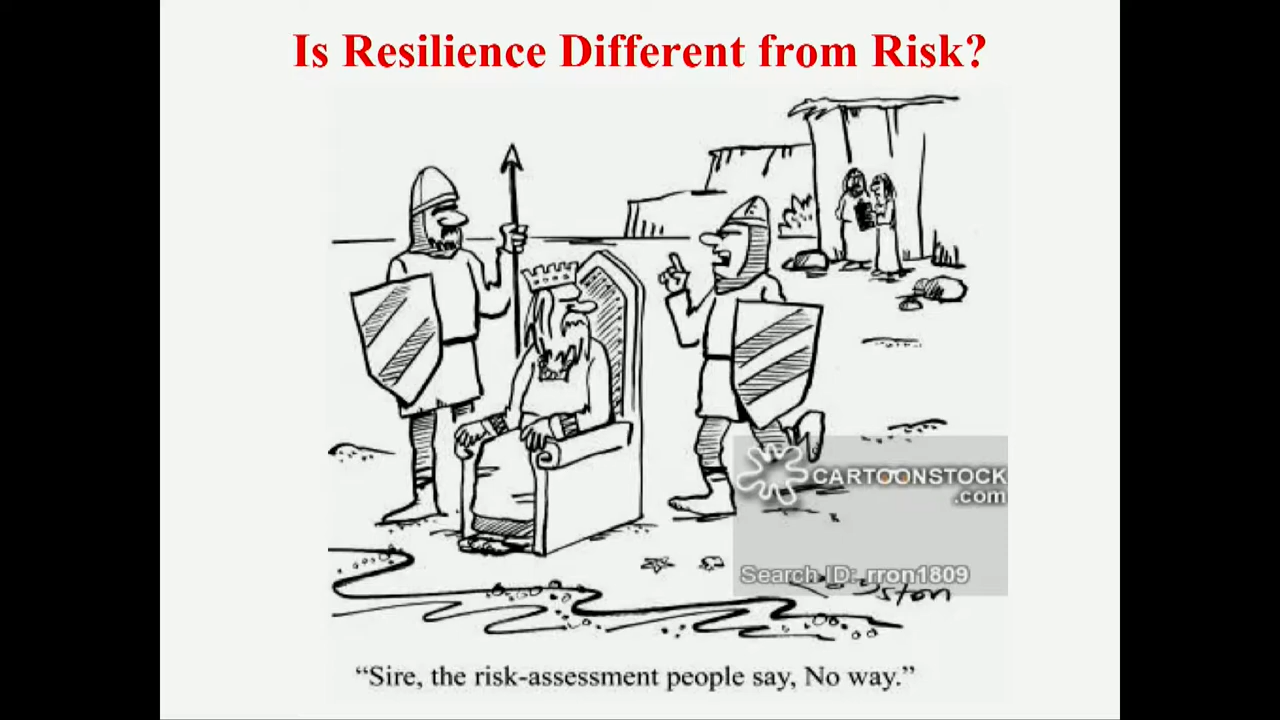 Is Resilience Different from Risk?
CARTOONSTOCK
.com
Search ID: rron1809
“Sire, the risk-assessment people say, No way.”